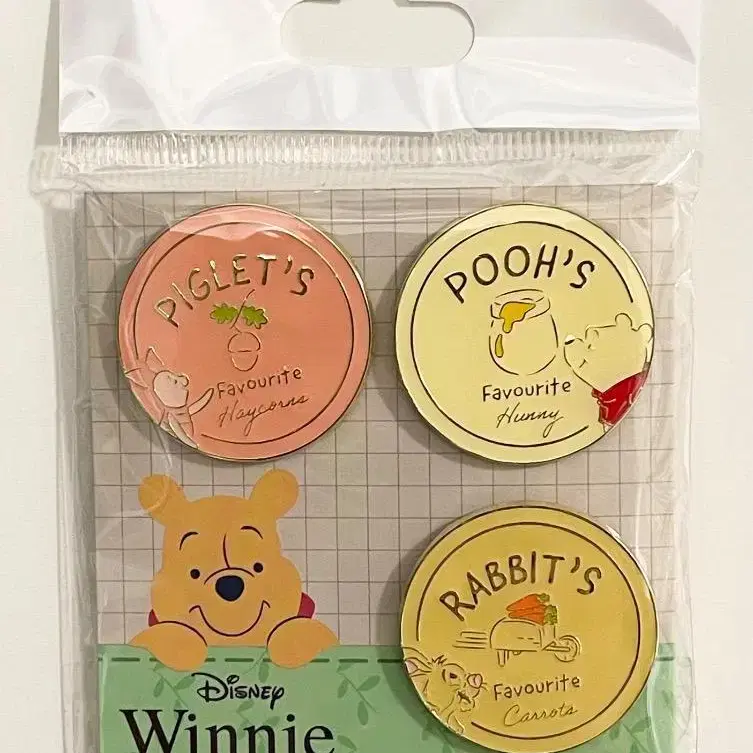 PIGLET'S
Favourite
Haycorns
POOH'S
Favourite
Hunny
RABBIT'S
Favourite
Carrots
Disney
Winnie